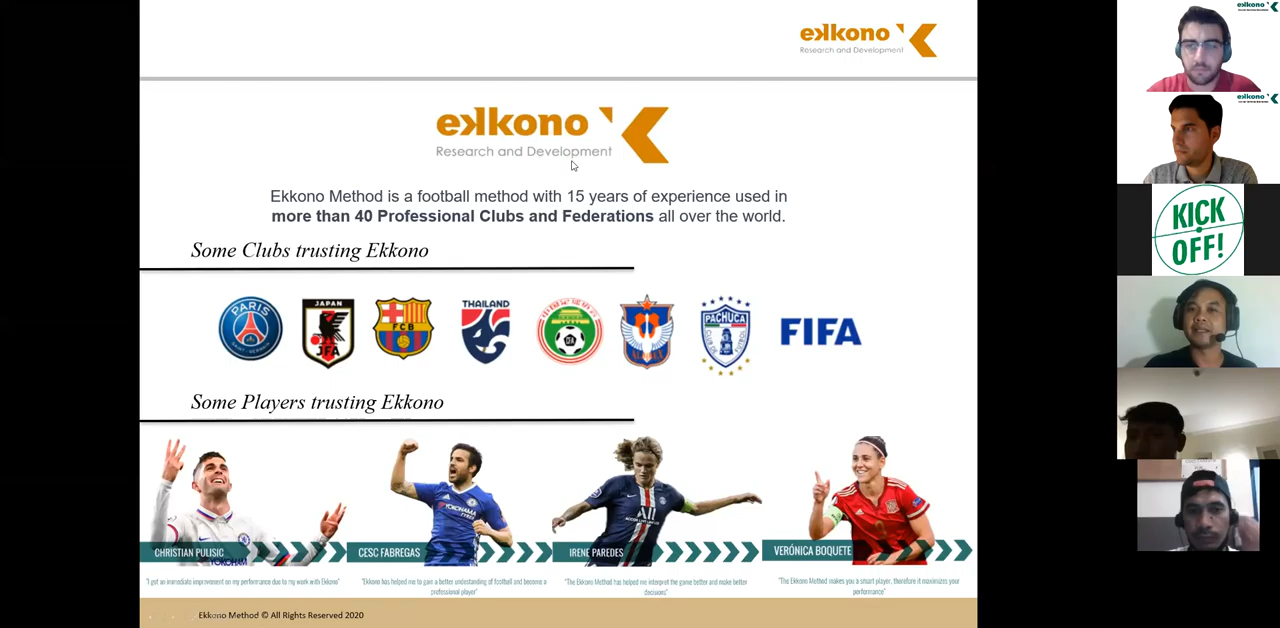 ekkono
Research and Development
ekkono
Research and Development
Ekkono Method is a football method with 15 years of experience used in
more than 40 Professional Clubs and Federations all over the world.
Some Clubs trusting Ekkono
PARIS
JAPAN
JFA
FCB
THAILAND
CFA
PACHUCA
FIFA
Some Players trusting Ekkono
CHRISTIAN PULISIC
CESC FABREGAS
IRENE PAREDES
VERÓNICA BOQUETE
"I got an immediate improvement on my performance due to my work with Ekkono"
"Ekkono has helped me to gain a better understanding of football and become a
professional player"
"The Ekkono Method has helped me interpret the game better and make better
decisions"
"The Ekkono Method makes you a smart player, therefore it maximizes your
performance"
Ekkono Method © All Rights Reserved 2020
ekkono
ekkono
KICK
OFF!